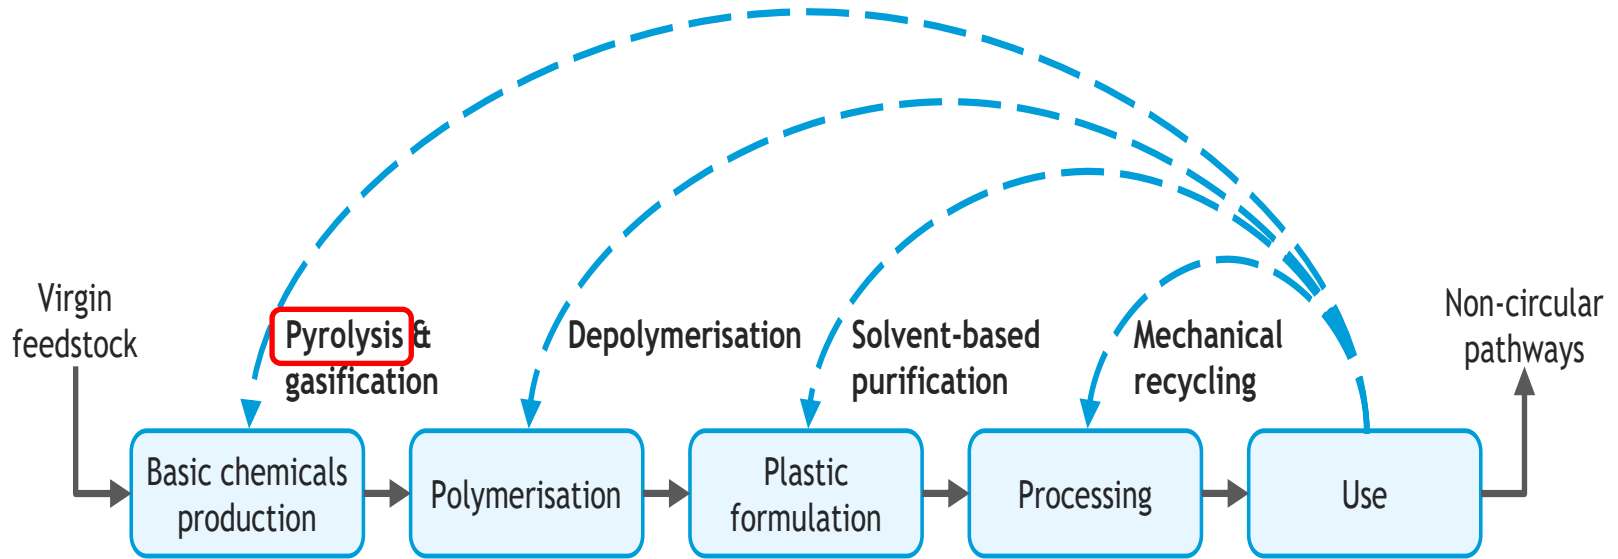 Virgin
feedstock
Pyrolysis &
gasification
Depolymerisation
Solvent-based
purification
Mechanical
recycling
Non-circular
pathways
Basic chemicals
production
Polymerisation
Plastic
formulation
Processing
Use